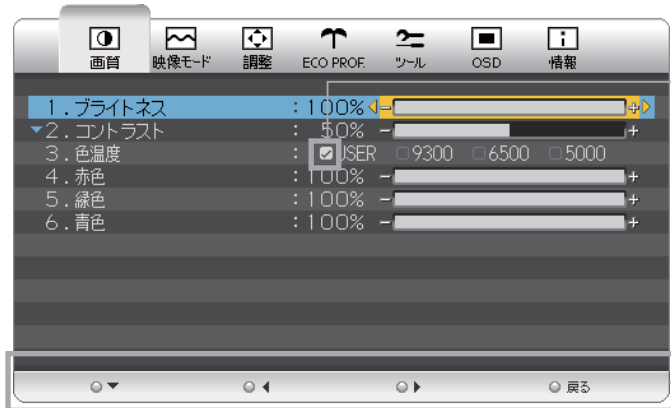 画質 映像モード 調整 ECO PROF. ツール OSD 情報
1.ブライトネス :100% - +
2.コントラスト : 50% - +
3.色温度 : USER 9300 6500 5000
4.赤色 :100% - +
5.緑色 :100% - +
6.青色 :100% - +
戻る